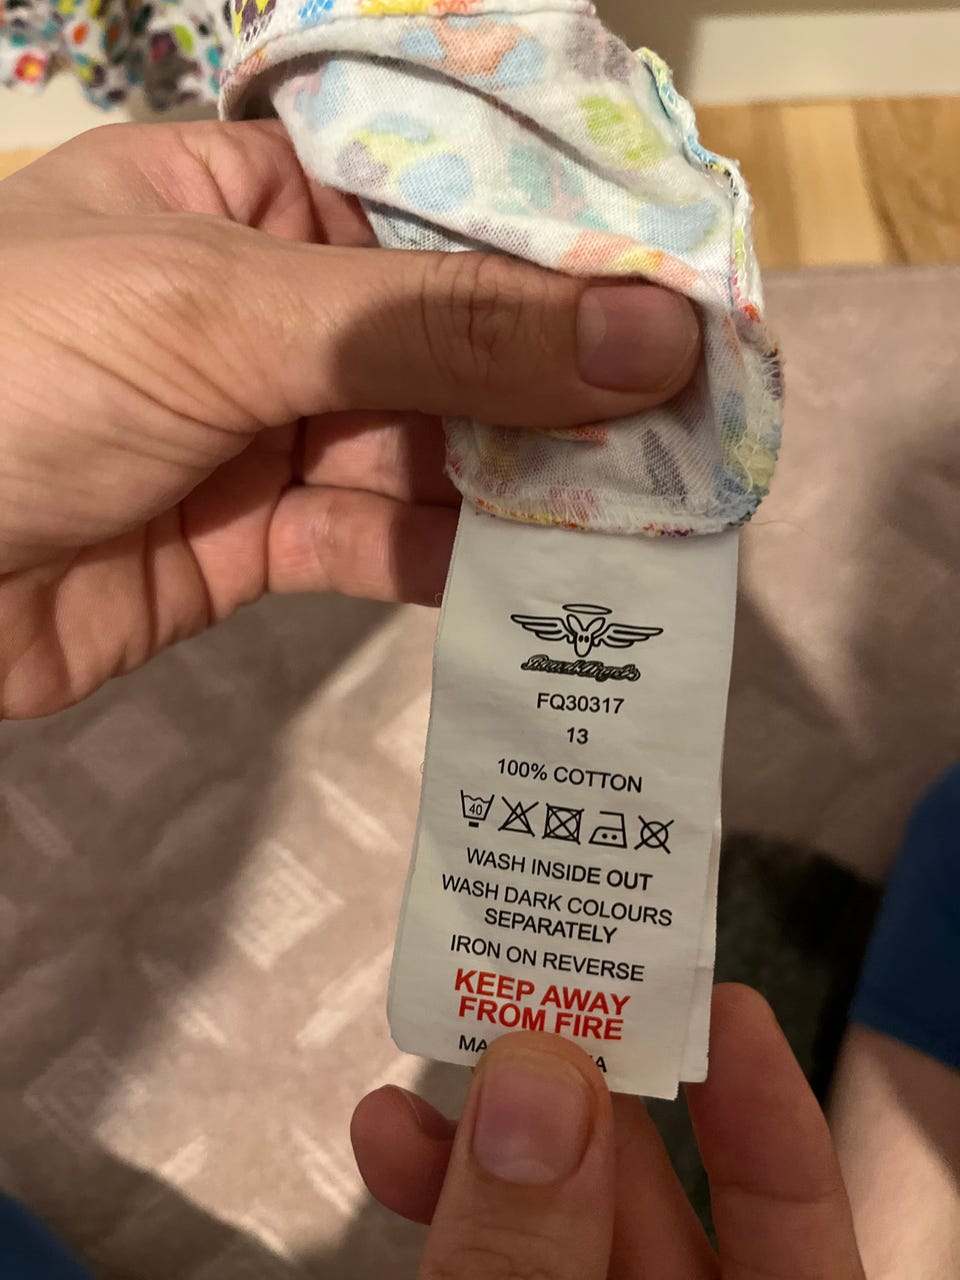 FQ30317
13
100% COTTON
40
WASH INSIDE OUT
WASH DARK COLOURS
SEPARATELY
IRON ON REVERSE
KEEP AWAY
FROM FIRE